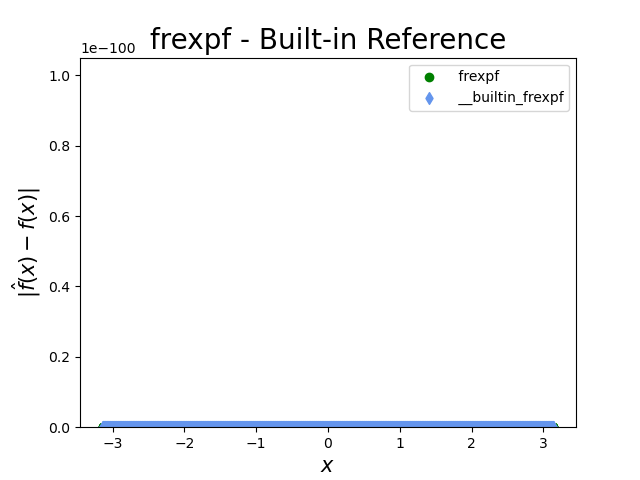 frexpf - Built-in Reference
1e−100
1.0
0.8
0.6
0.4
0.2
0.0
|f̂(x) − f(x)|
frexpf
__builtin_frexpf
−3
−2
−1
0
1
2
3
x